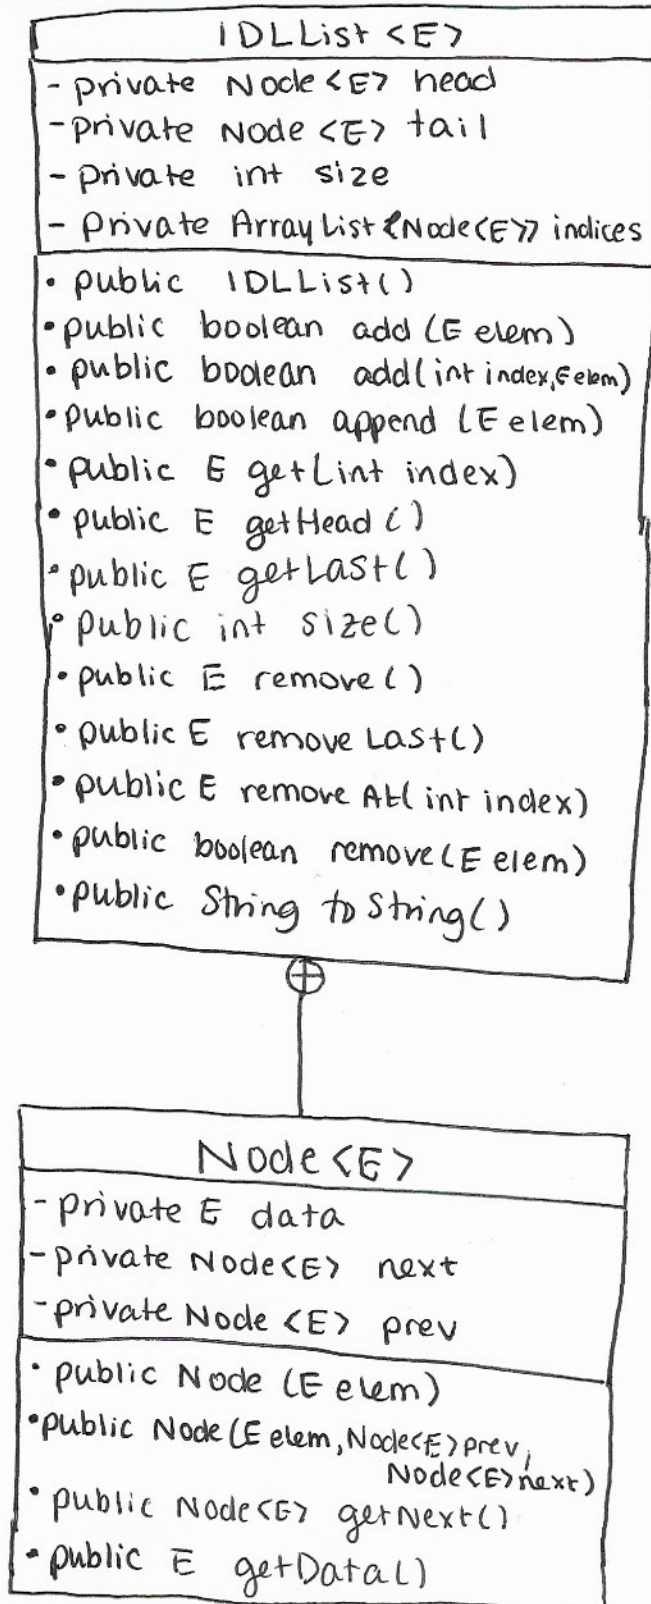 IDLList <E>
- private Node <E> head
- private Node <E> tail
- private int size
- private ArrayList <Node<E>> indices
• public IDLList()
• public boolean add (E elem)
• public boolean add(int index, E elem)
• public boolean append (E elem)
• public E get(int index)
• public E getHead ()
• public E getLast()
• public int size()
• public E remove ()
• public E remove Last()
• public E remove At( int index)
• public boolean remove(E elem)
• public String toString()
Node <E>
- private E data
- private Node<E> next
- private Node <E> prev
• public Node (E elem)
• public Node (E elem, Node<E> prev,
Node<E> next)
• public Node<E> getNext()
• public E getData()